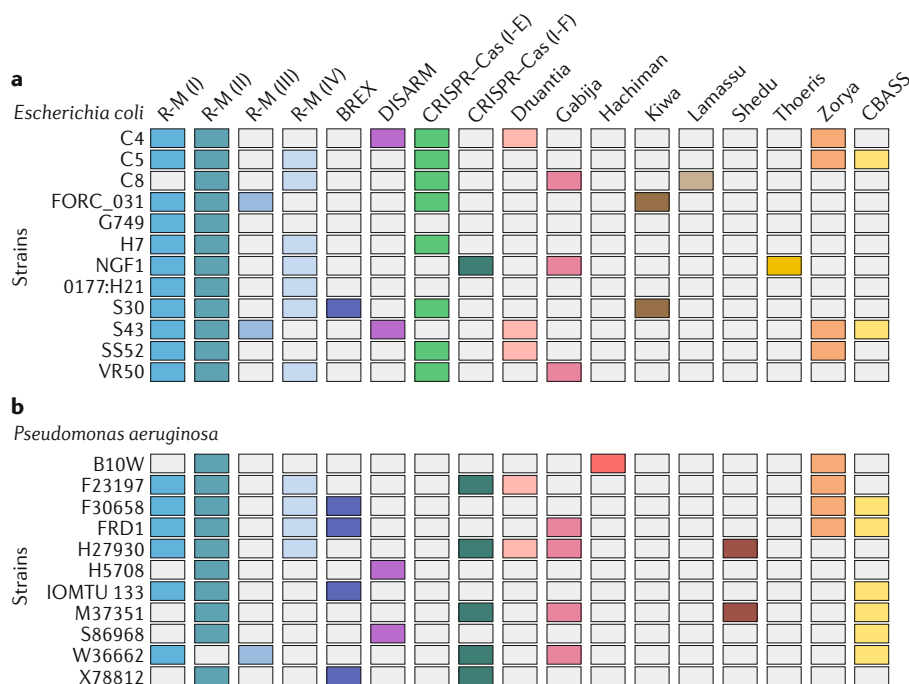 a
R-M (I)
R-M (II)
R-M (III)
R-M (IV)
BREX
DISARM
CRISPR–Cas (I-E)
CRISPR–Cas (I-F)
Druantia
Gabija
Hachiman
Kiwa
Lamassu
Shedu
Thoeris
Zorya
CBASS
Escherichia coli
Strains
C4
C5
C8
FORC_031
G749
H7
NGF1
0177:H21
S30
S43
SS52
VR50
b
Pseudomonas aeruginosa
Strains
B10W
F23197
F30658
FRD1
H27930
H5708
IOMTU 133
M37351
S86968
W36662
X78812